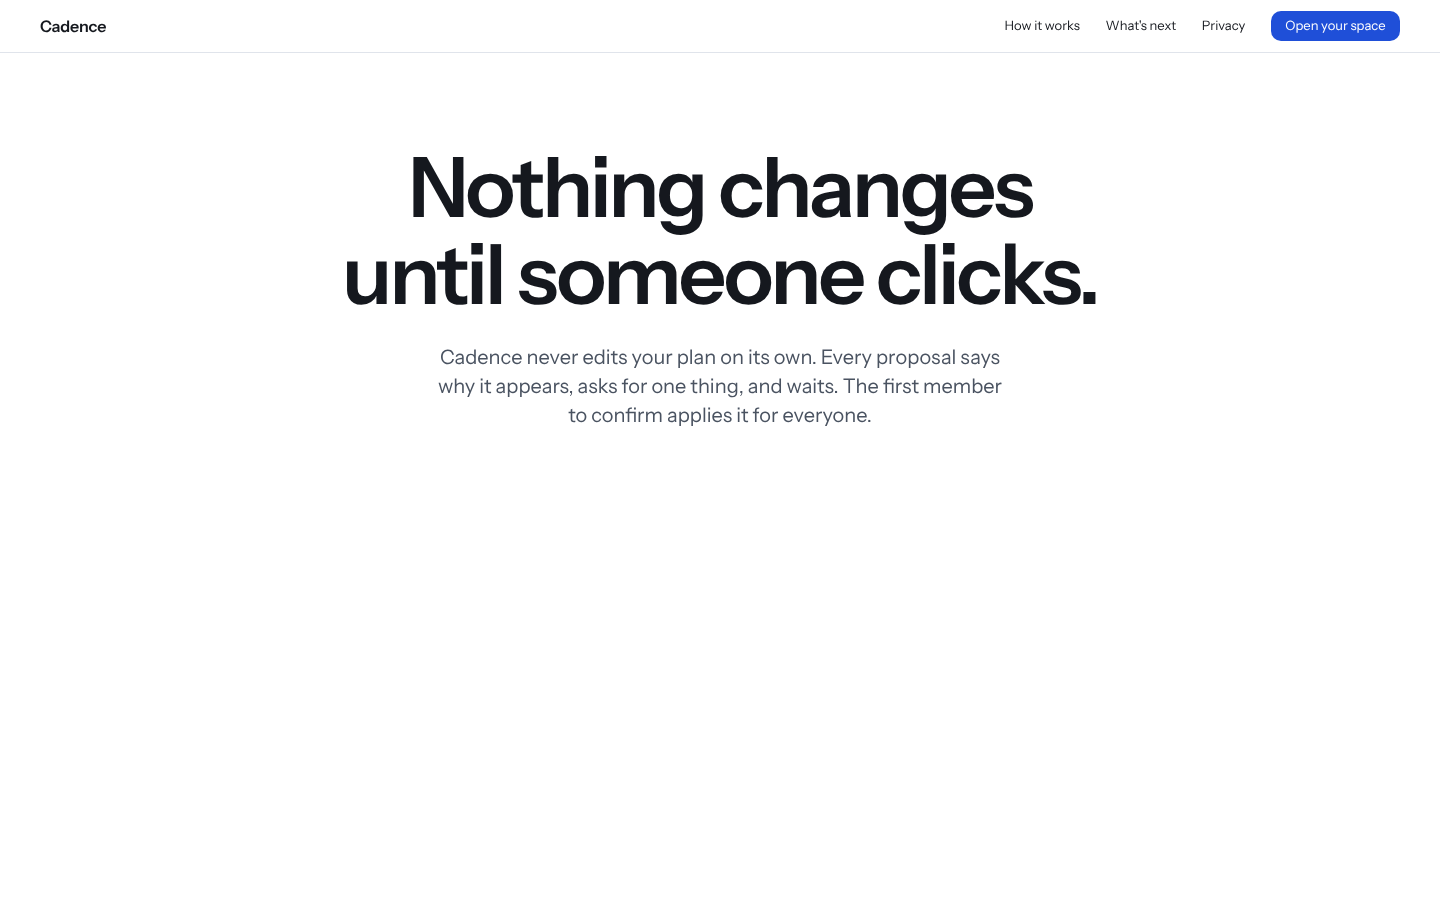 Cadence
How it works
What's next
Privacy
Open your space
Nothing changes
until someone clicks.
Cadence never edits your plan on its own. Every proposal says
why it appears, asks for one thing, and waits. The first member
to confirm applies it for everyone.